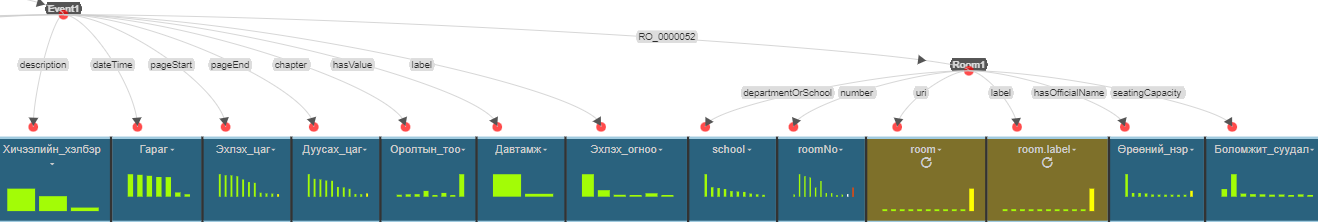 Event1
RO_0000052
Room1
description dateTime pageStart pageEnd chapter hasValue label
departmentOrSchool number uri label hasOfficialName seatingCapacity
Хичээлийн_хэлбэр Гараг Эхлэх_цаг Дуусах_цаг Оролтын_тоо Давтамж Эхлэх_огноо school roomNo room room.label Өрөөний_нэр Боломжит_суудал